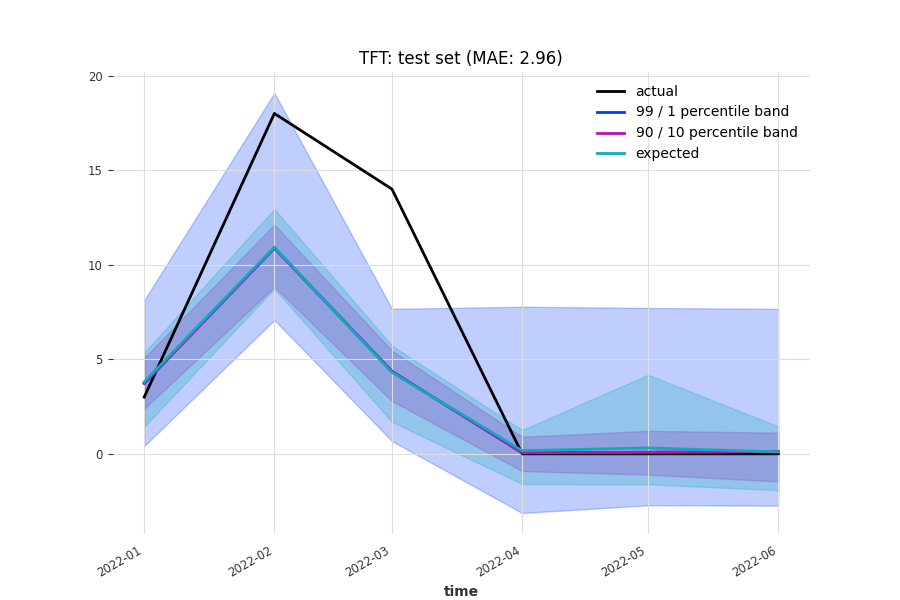 TFT: test set (MAE: 2.96)
actual
99 / 1 percentile band
90 / 10 percentile band
expected
20
15
10
5
0
2022-01
2022-02
2022-03
2022-04
2022-05
2022-06
time